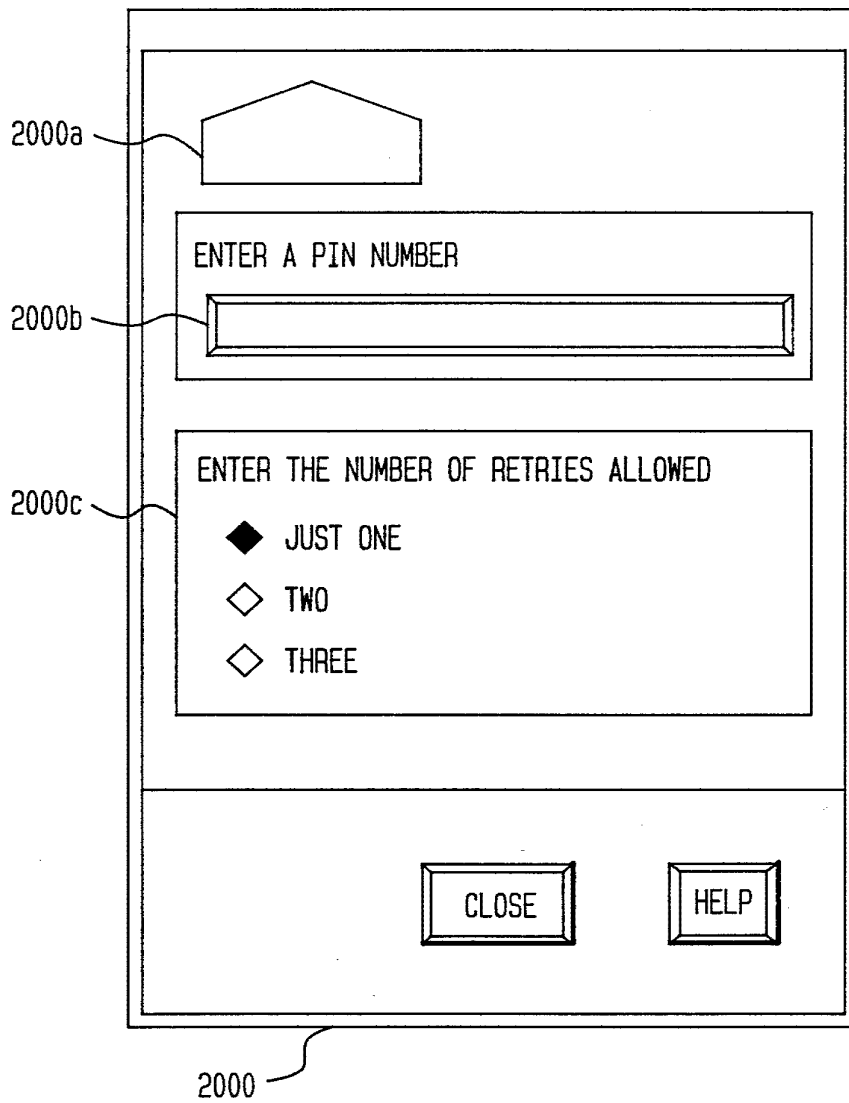 2000a
ENTER A PIN NUMBER
2000b
ENTER THE NUMBER OF RETRIES ALLOWED
2000c
JUST ONE
TWO
THREE
CLOSE
HELP
2000